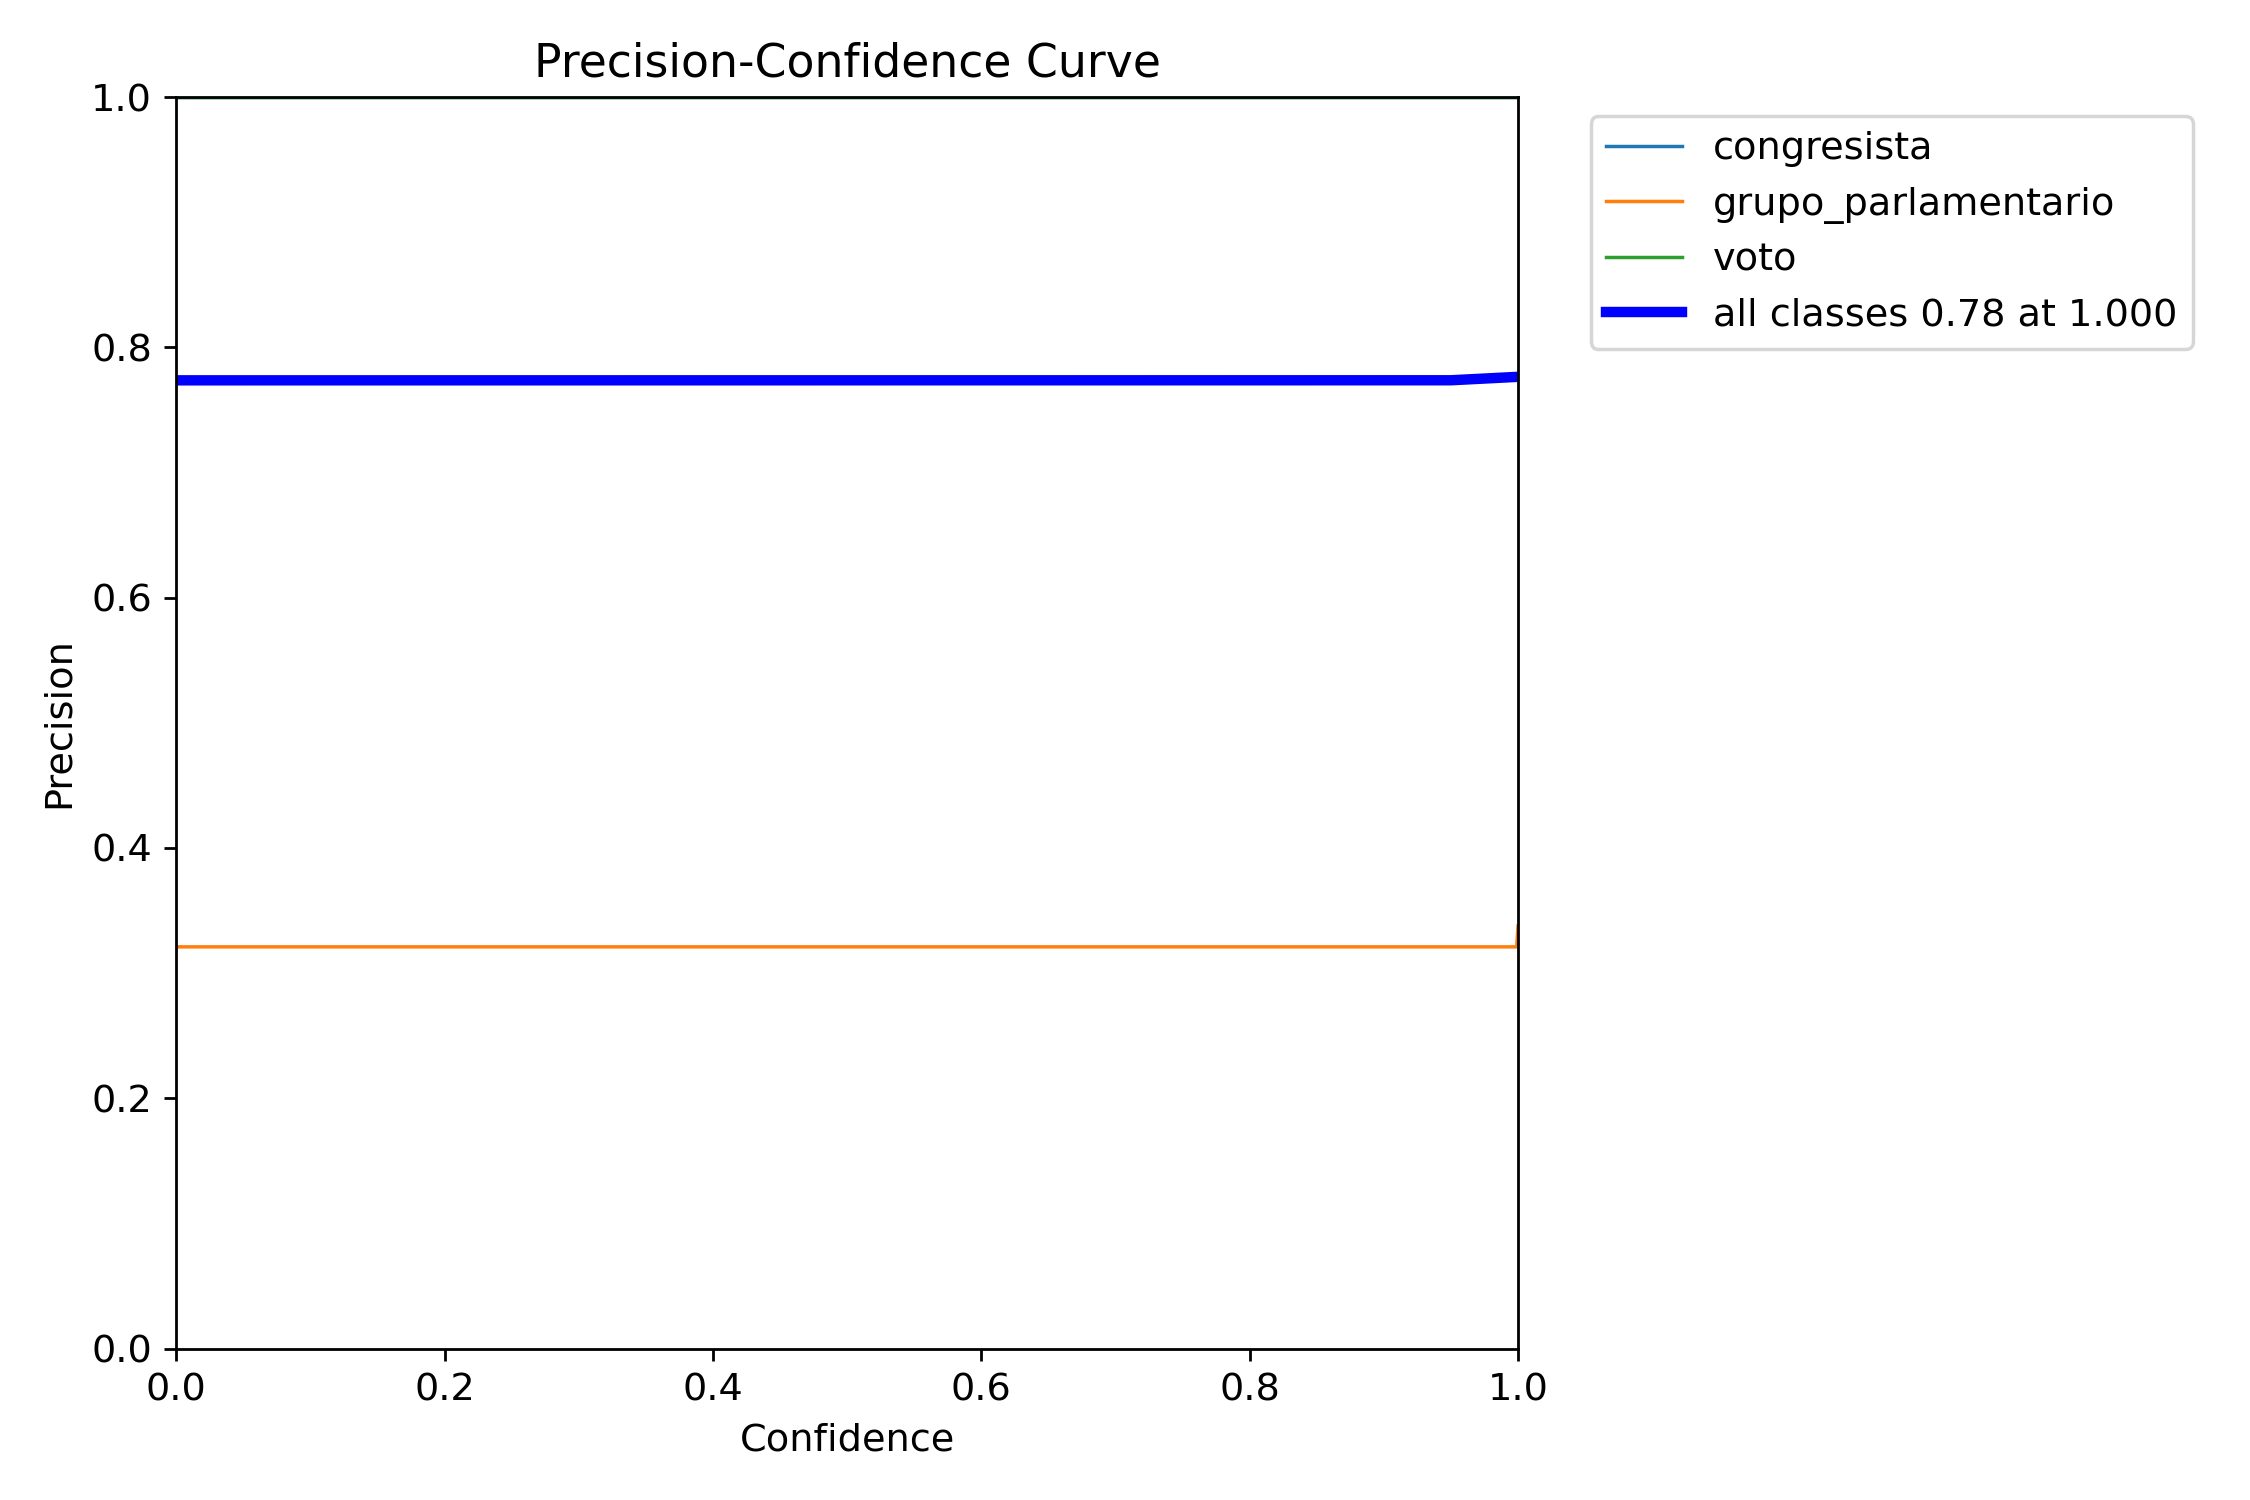 Precision-Confidence Curve
1.0
0.8
0.6
0.4
0.2
0.0
Precision
0.0 0.2 0.4 0.6 0.8 1.0
Confidence
congresista
grupo_parlamentario
voto
all classes 0.78 at 1.000